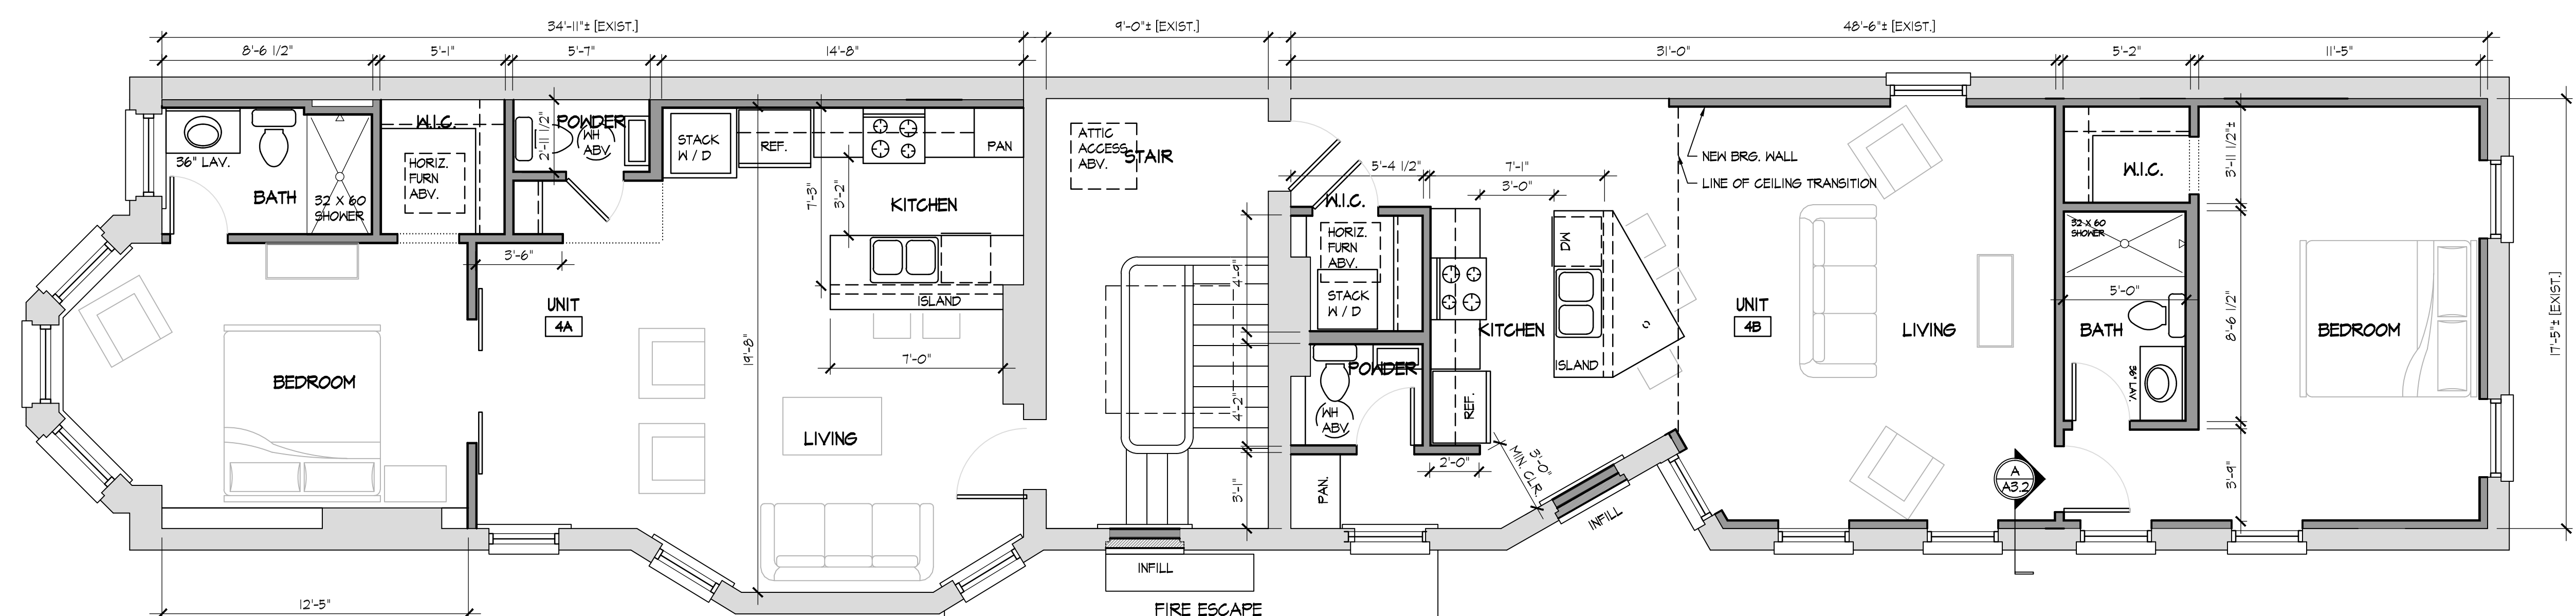 34'-11"± [EXIST.]
9'-0"± [EXIST.]
48'-6"± [EXIST.]
8'-6 1/2"
5'-1"
5'-7"
14'-8"
31'-0"
5'-2"
11'-5"
36" LAV.
BATH
32 X 60
SHOWER
W.I.C.
HORIZ.
FURN
ABV.
2'-11 1/2"
POWDER
WH
ABV.
STACK
W / D
REF.
PAN
7'-3"
3'-2"
KITCHEN
ISLAND
7'-0"
3'-6"
UNIT
4A
19'-8"
BEDROOM
LIVING
12'-5"
ATTIC
ACCESS
ABV.
STAIR
4'-9"
4'-2"
3'-1"
INFILL
FIRE ESCAPE
5'-4 1/2"
7'-1"
3'-0"
W.I.C.
HORIZ.
FURN
ABV.
STACK
W / D
POWDER
WH
ABV.
PAN.
KITCHEN
DW
ISLAND
REF.
2'-0"
3'-0"
MIN. CLR.
INFILL
NEW BRG. WALL
LINE OF CEILING TRANSITION
UNIT
4B
LIVING
W.I.C.
32 X 60
SHOWER
5'-0"
BATH
36" LAV.
A
A3.2
3'-11 1/2"±
8'-6 1/2"
3'-9"
BEDROOM
17'-5"± [EXIST.]